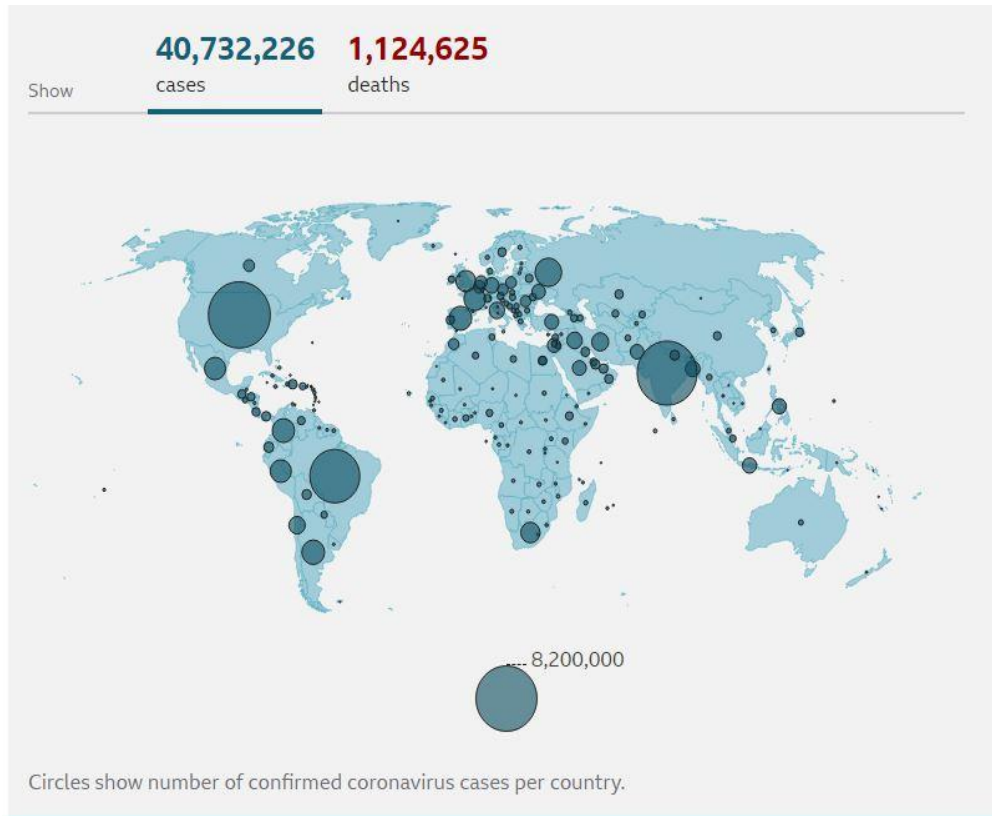 40,732,226 1,124,625
Show cases deaths
8,200,000
Circles show number of confirmed coronavirus cases per country.